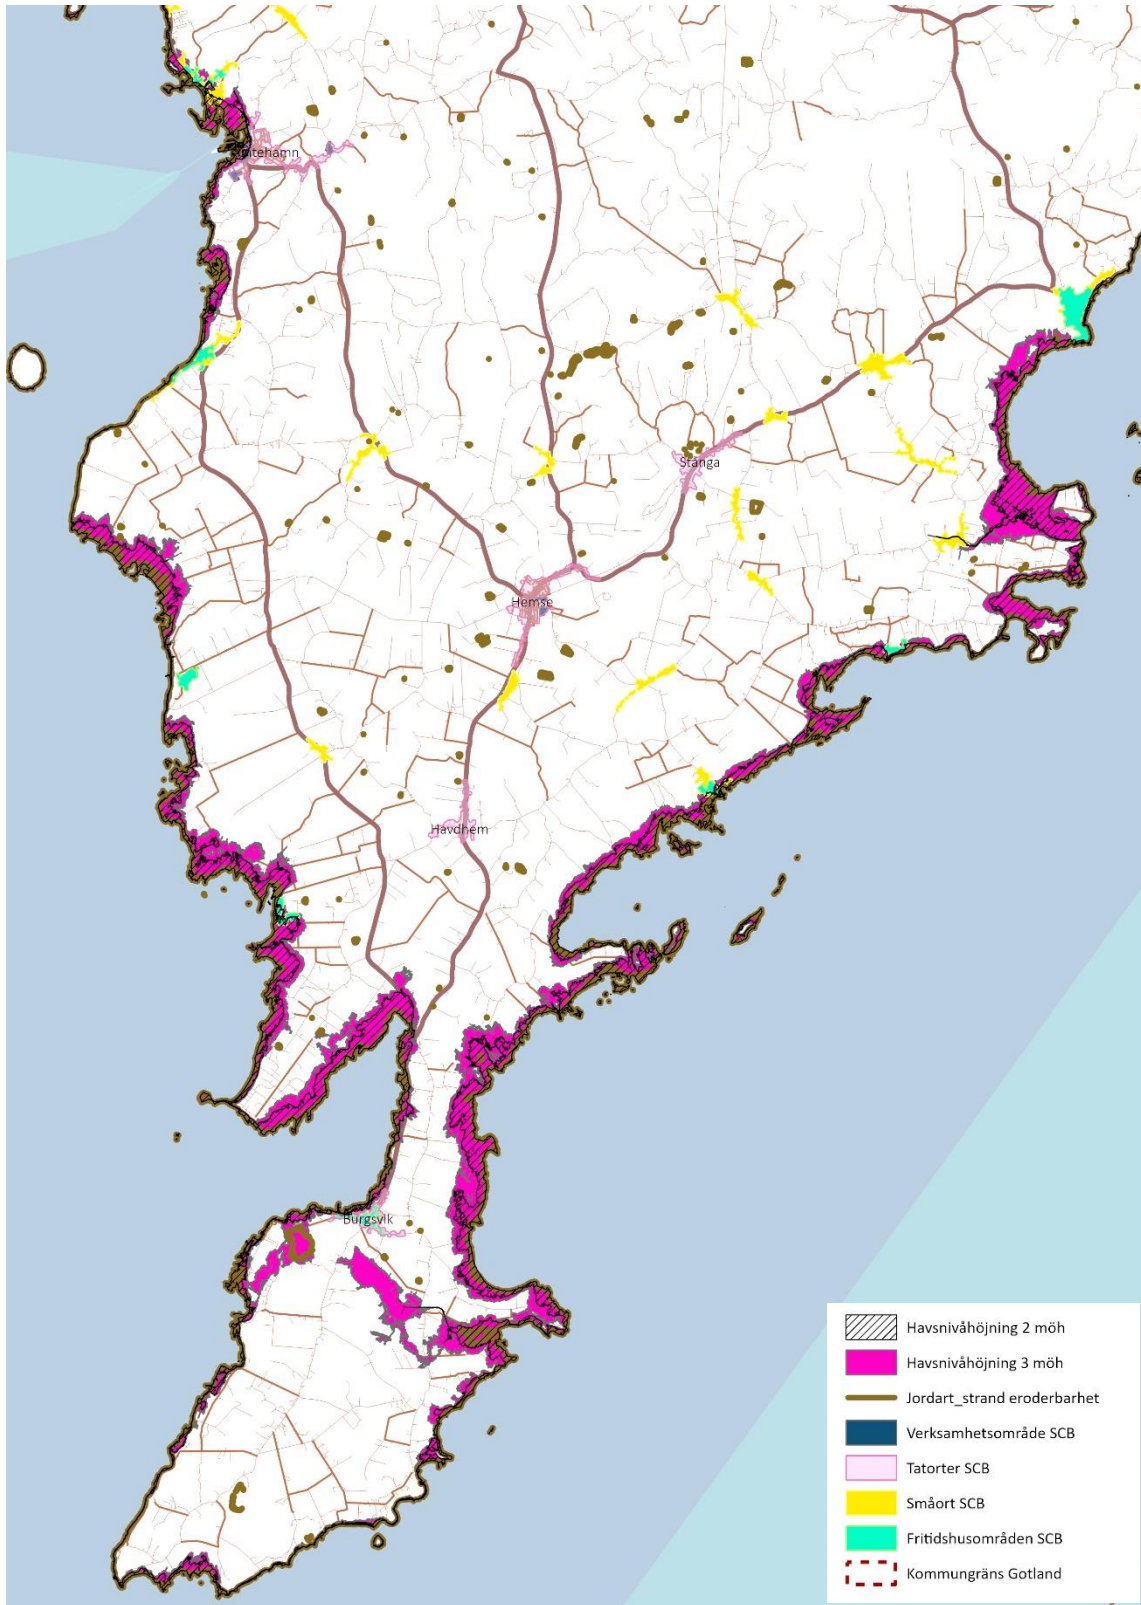 Stånga
Hemse
Havdhem
Burgsvik
Havsnivåhöjning 2 möh
Havsnivåhöjning 3 möh
Jordart_strand eroderbarhet
Verksamhetsområde SCB
Tatorter SCB
Småort SCB
Fritidshusområden SCB
Kommungräns Gotland